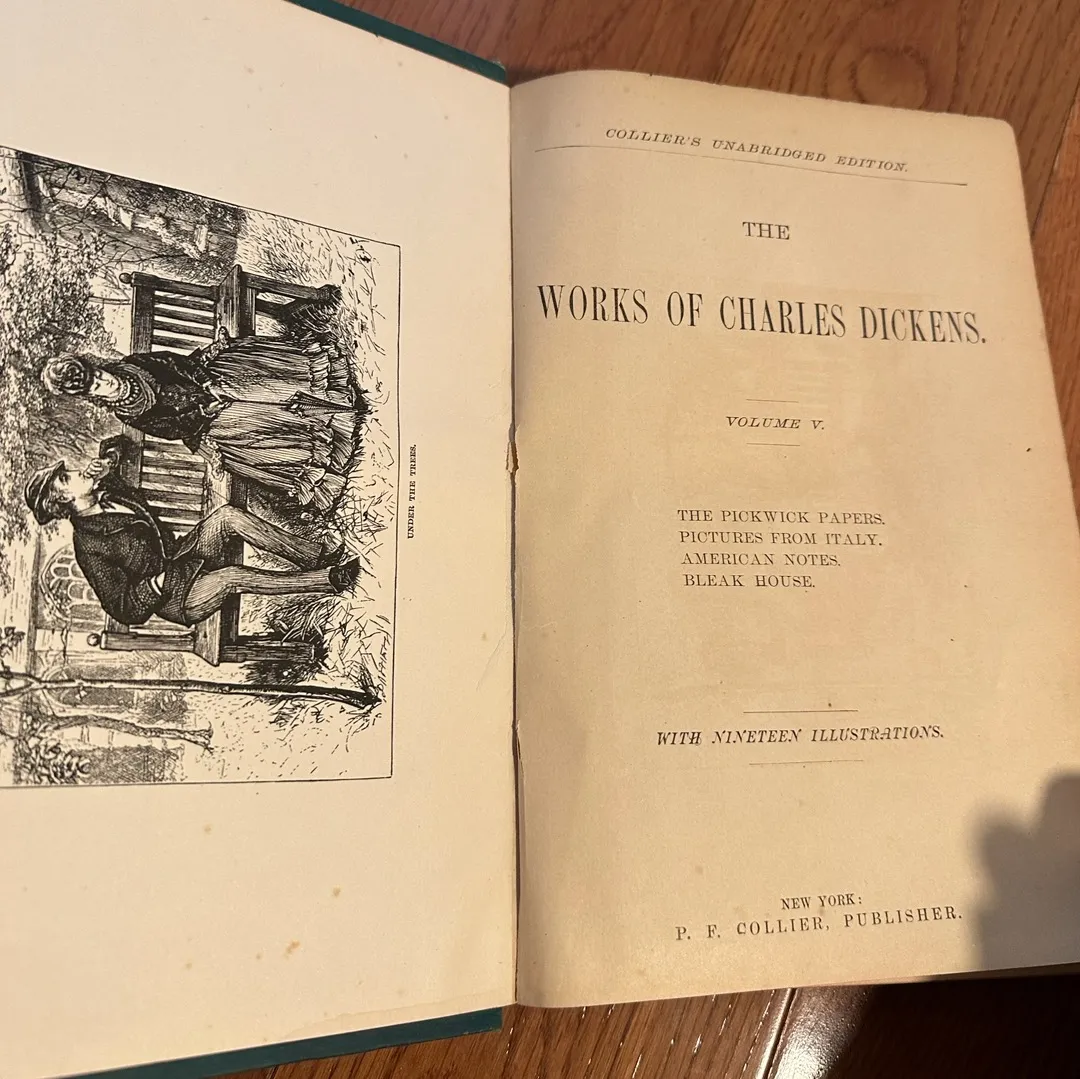 UNDER THE TREES.
COLLIER'S UNABRIDGED EDITION.
THE
WORKS OF CHARLES DICKENS.
VOLUME V.
THE PICKWICK PAPERS.
PICTURES FROM ITALY.
AMERICAN NOTES.
BLEAK HOUSE.
WITH NINETEEN ILLUSTRATIONS.
NEW YORK:
P. F. COLLIER, PUBLISHER.